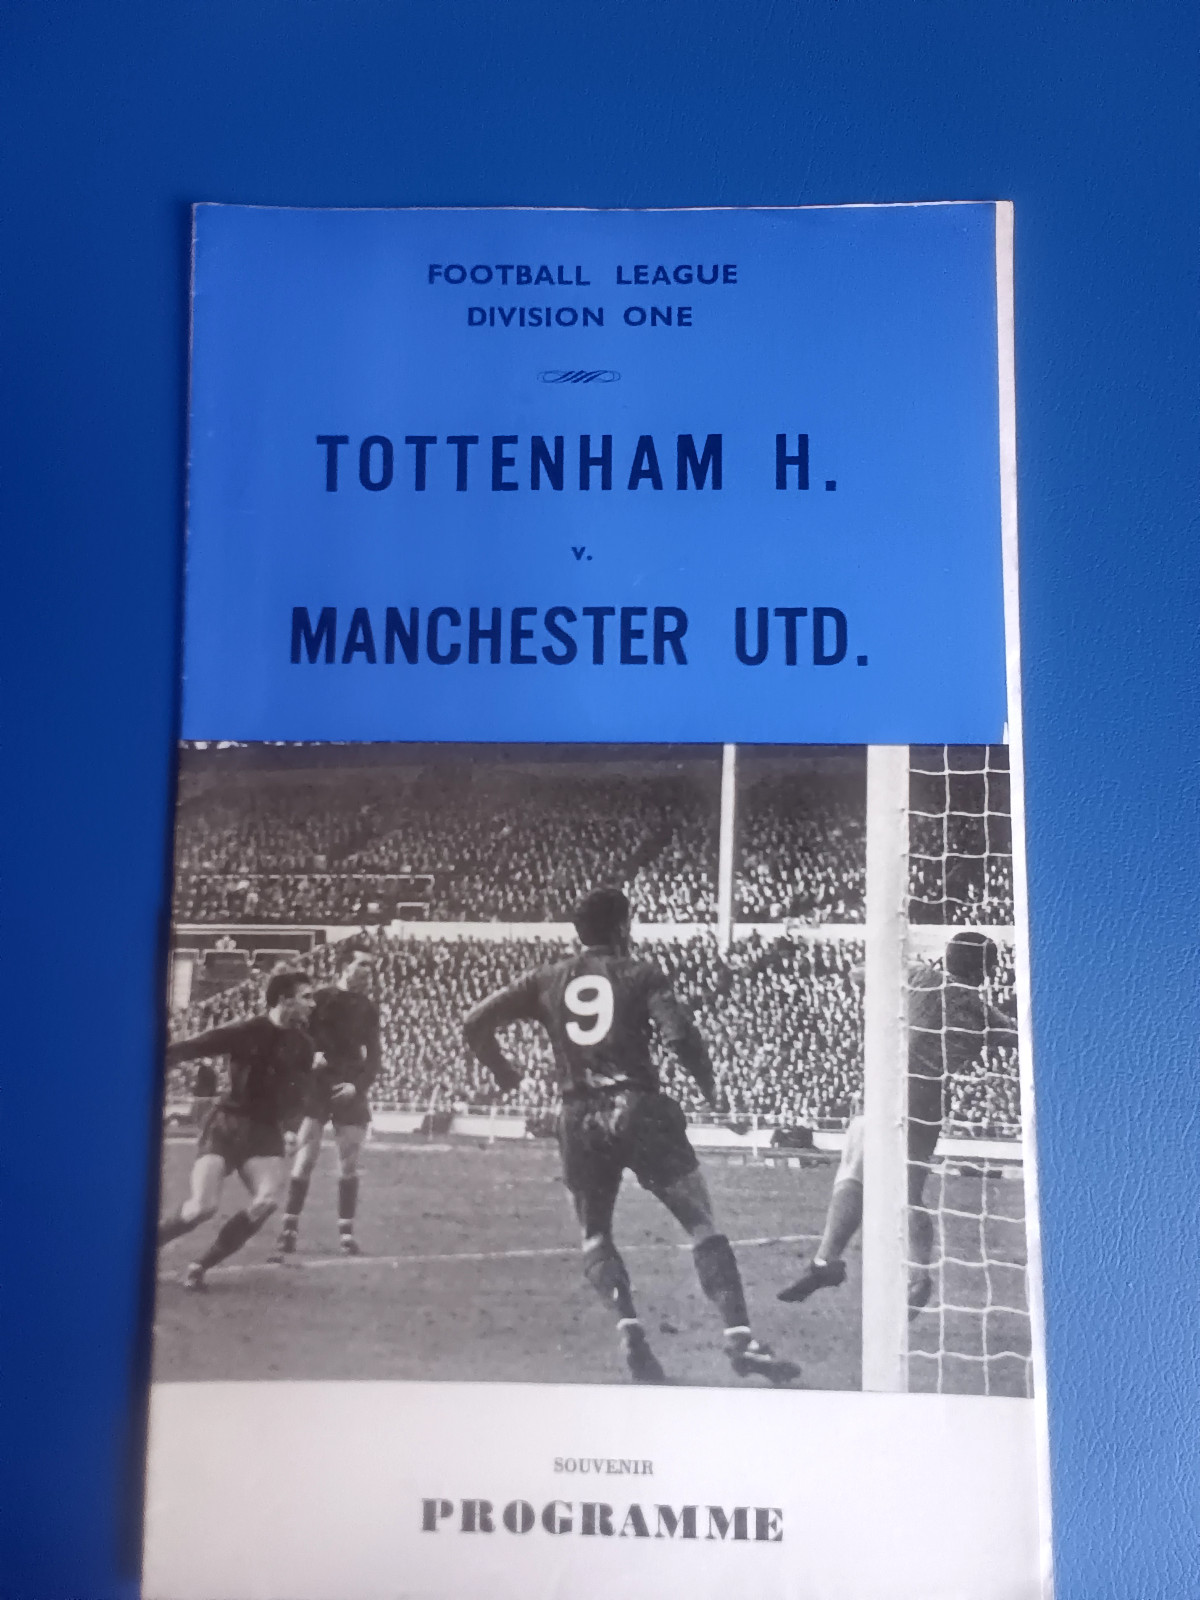 FOOTBALL LEAGUE
DIVISION ONE
TOTTENHAM H.
v.
MANCHESTER UTD.
9
SOUVENIR
PROGRAMME